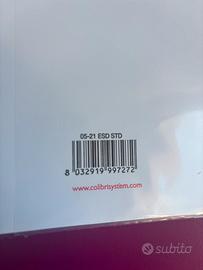 05-21 ESD STD
8 032919 997272
www.colibrisystem.com
subito